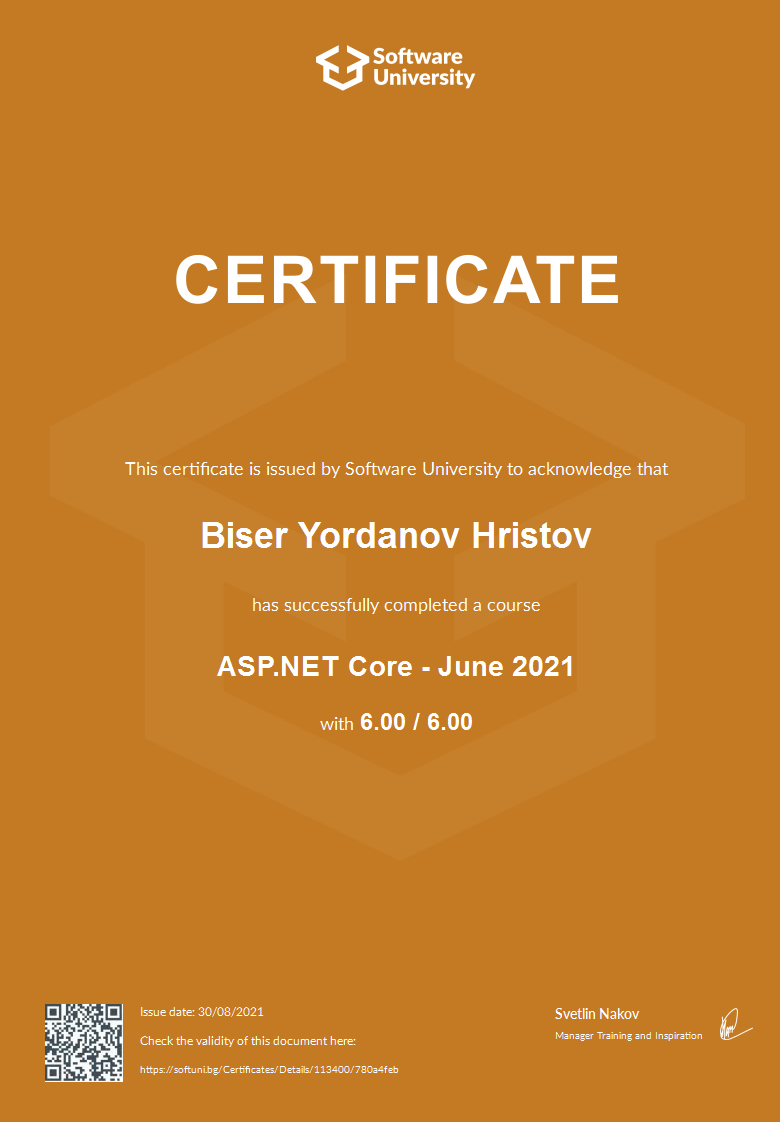 Software
University
CERTIFICATE
This certificate is issued by Software University to acknowledge that
Biser Yordanov Hristov
has successfully completed a course
ASP.NET Core - June 2021
with 6.00 / 6.00
Issue date: 30/08/2021
Check the validity of this document here:
https://softuni.bg/Certificates/Details/113400/780a4feb
Svetlin Nakov
Manager Training and Inspiration